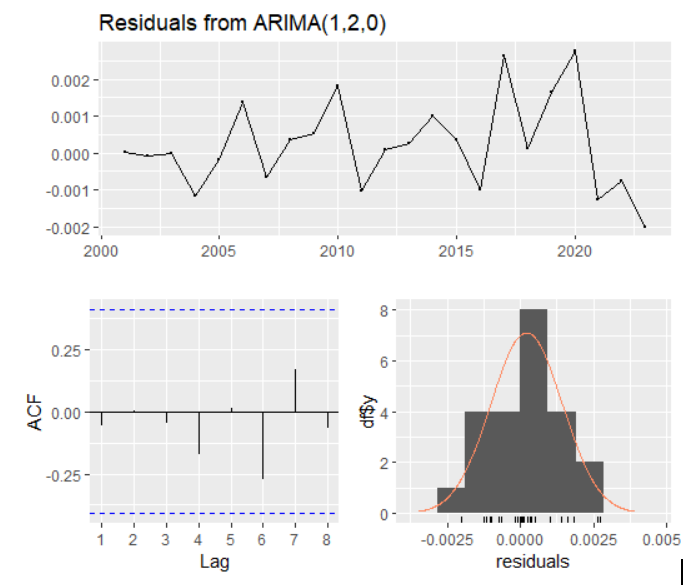 Residuals from ARIMA(1,2,0)
0.002
0.001
0.000
-0.001
-0.002
2000 2005 2010 2015 2020
ACF
0.25
0.00
-0.25
1 2 3 4 5 6 7 8
Lag
df$y
8
6
4
2
0
-0.0025 0.0000 0.0025 0.005
residuals